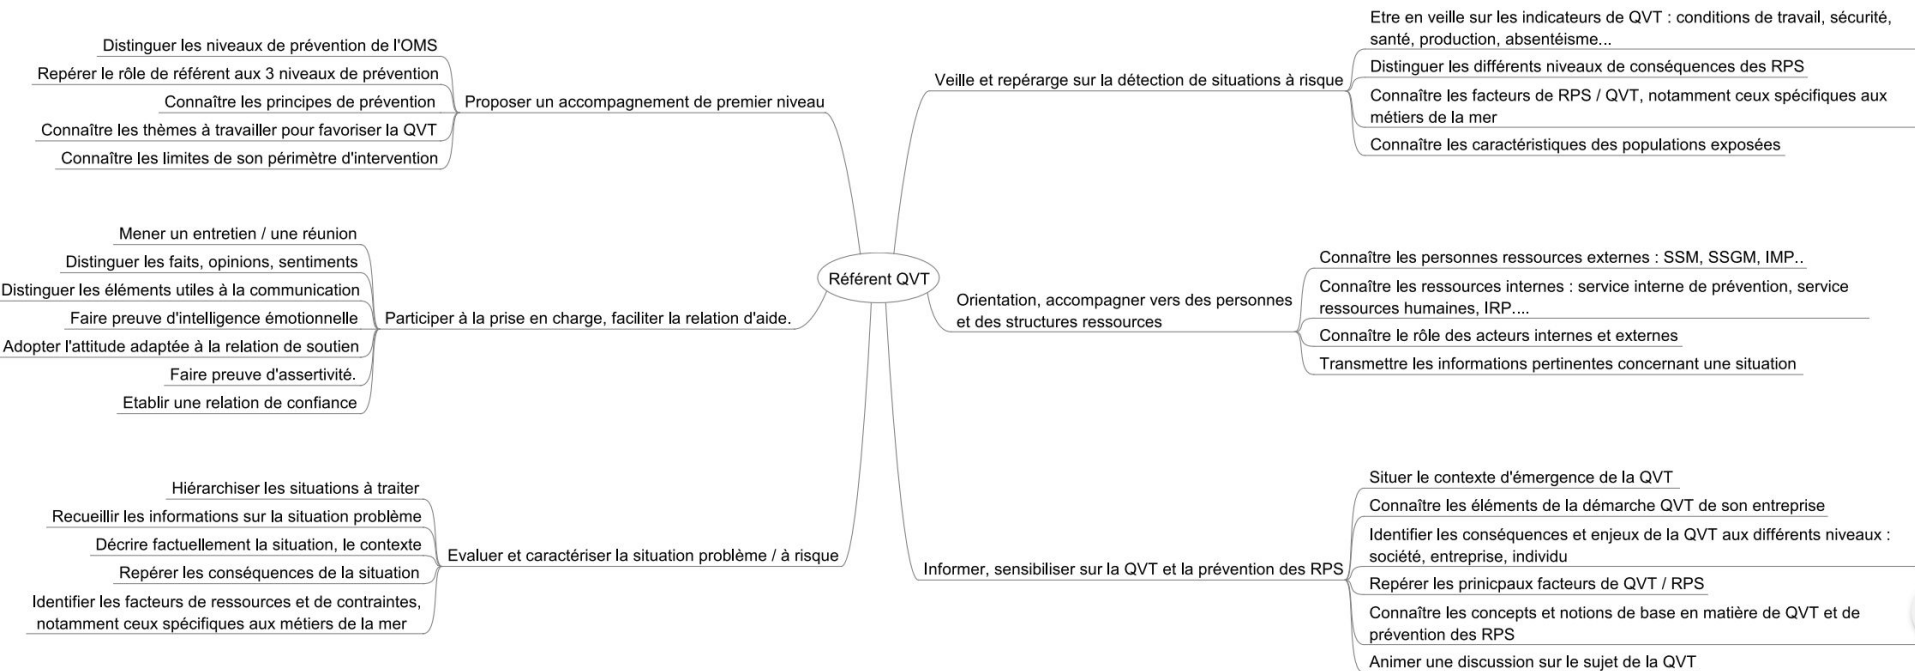 Distinguer les niveaux de prévention de l'OMS
Repérer le rôle de référent aux 3 niveaux de prévention
Connaître les principes de prévention
Connaître les thèmes à travailler pour favoriser la QVT
Connaître les limites de son périmètre d'intervention
Proposer un accompagnement de premier niveau
Mener un entretien / une réunion
Distinguer les faits, opinions, sentiments
Distinguer les éléments utiles à la communication
Faire preuve d'intelligence émotionnelle
Adopter l'attitude adaptée à la relation de soutien
Faire preuve d'assertivité.
Etablir une relation de confiance
Participer à la prise en charge, faciliter la relation d'aide.
Hiérarchiser les situations à traiter
Recueillir les informations sur la situation problème
Décrire factuellement la situation, le contexte
Repérer les conséquences de la situation
Identifier les facteurs de ressources et de contraintes,
notamment ceux spécifiques aux métiers de la mer
Evaluer et caractériser la situation problème / à risque
Référent QVT
Veille et repérarge sur la détection de situations à risque
Etre en veille sur les indicateurs de QVT : conditions de travail, sécurité,
santé, production, absentéisme...
Distinguer les différents niveaux de conséquences des RPS
Connaître les facteurs de RPS / QVT, notamment ceux spécifiques aux
métiers de la mer
Connaître les caractéristiques des populations exposées
Orientation, accompagner vers des personnes
et des structures ressources
Connaître les personnes ressources externes : SSM, SSGM, IMP..
Connaître les ressources internes : service interne de prévention, service
ressources humaines, IRP....
Connaître le rôle des acteurs internes et externes
Transmettre les informations pertinentes concernant une situation
Informer, sensibiliser sur la QVT et la prévention des RPS
Situer le contexte d'émergence de la QVT
Connaître les éléments de la démarche QVT de son entreprise
Identifier les conséquences et enjeux de la QVT aux différents niveaux :
société, entreprise, individu
Repérer les prinicpaux facteurs de QVT / RPS
Connaître les concepts et notions de base en matière de QVT et de
prévention des RPS
Animer une discussion sur le sujet de la QVT